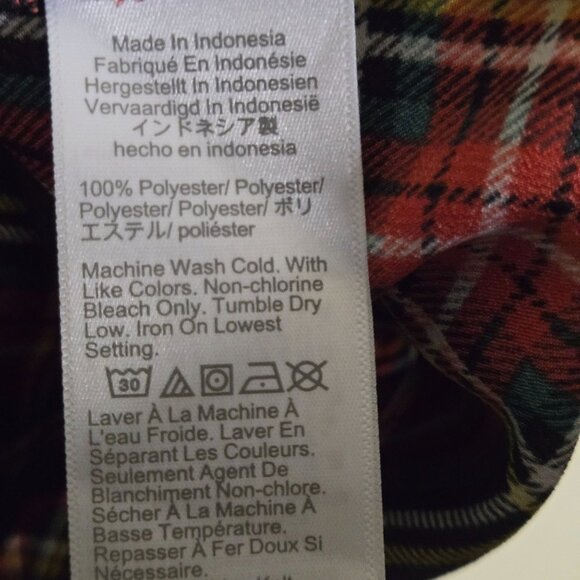 Made In Indonesia
Fabriqué En Indonésie
Hergestellt In Indonesien
Vervaardigd In Indonesië
インドネシア製
hecho en indonesia
100% Polyester/ Polyester/
Polyester/ Polyester/ ポリ
エステル/ poliéster
Machine Wash Cold. With
Like Colors. Non-chlorine
Bleach Only. Tumble Dry
Low. Iron On Lowest
Setting.
30
Laver À La Machine À
L'eau Froide. Laver En
Séparant Les Couleurs.
Seulement Agent De
Blanchiment Non-chlore.
Sécher À La Machine À
Basse Température.
Repasser À Fer Doux Si
Nécessaire.